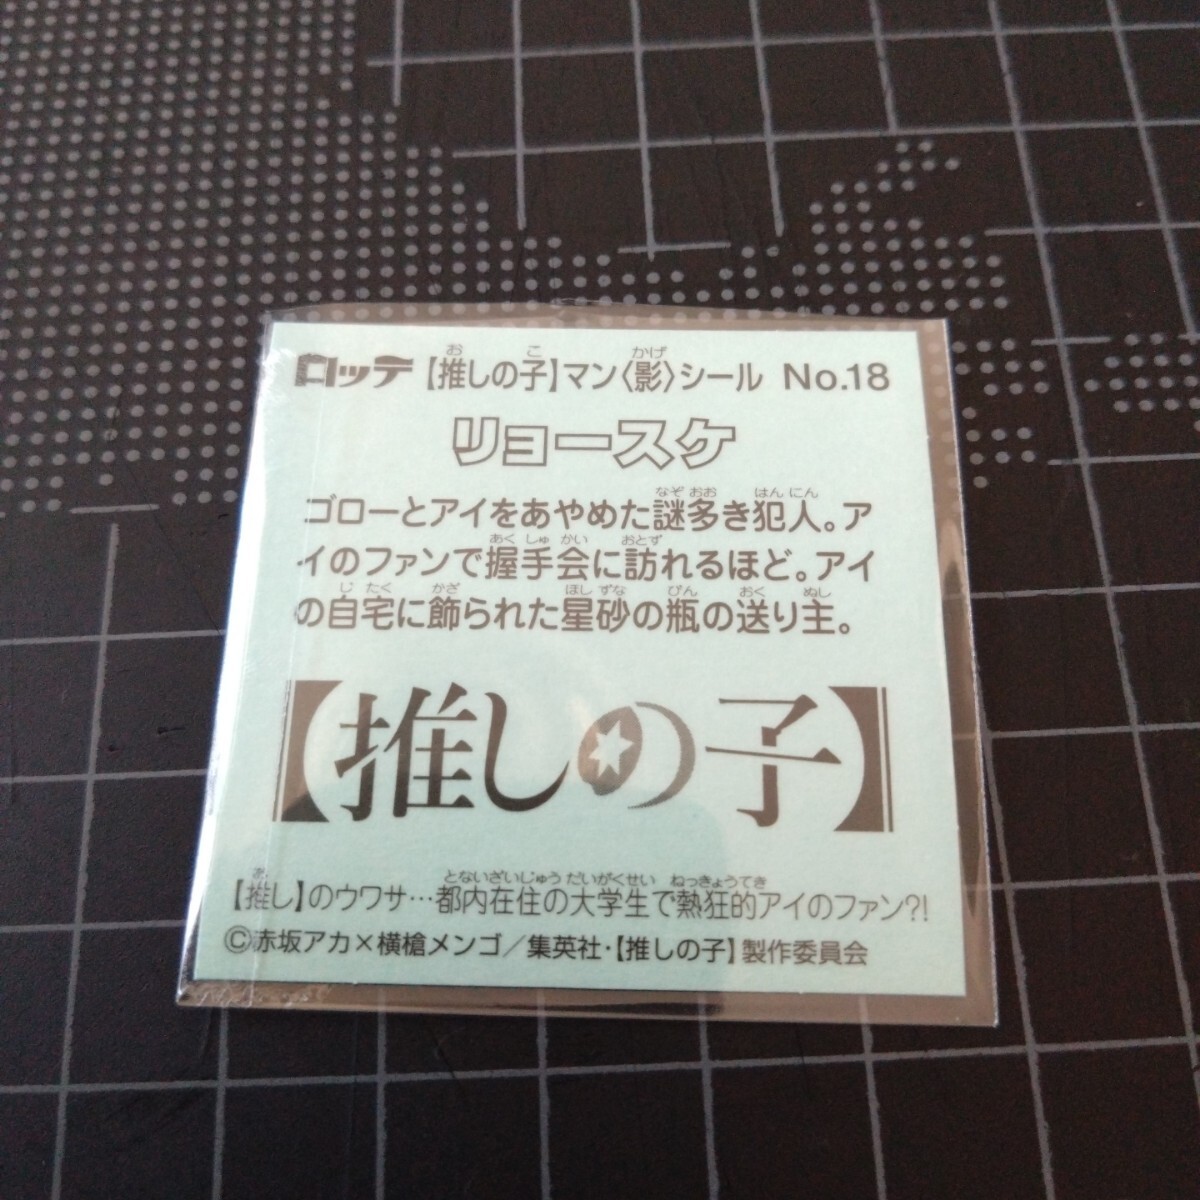 ロッテ 【推しの子】マン〈影〉シール No.18
リョースケ
ゴローとアイをあやめた謎多き犯人。ア
イのファンで握手会に訪れるほど。アイ
の自宅に飾られた星砂の瓶の送り主。
【推しの子】
【推し】のウワサ…都内在住の大学生で熱狂的アイのファン?!
©赤坂アカ×横槍メンゴ/集英社・【推しの子】製作委員会